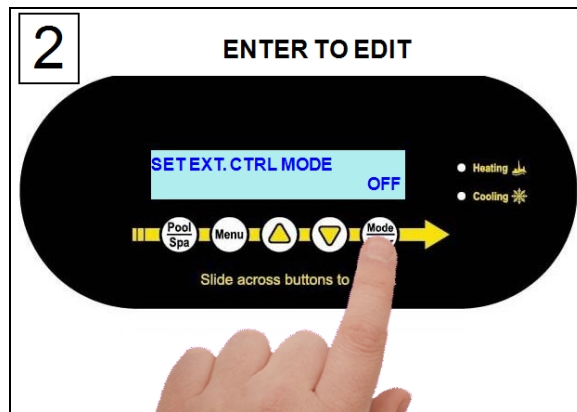 2
ENTER TO EDIT
SET EXT. CTRL MODE
OFF
Heating
Cooling
Pool
Spa
Menu
Mode
Slide across buttons to